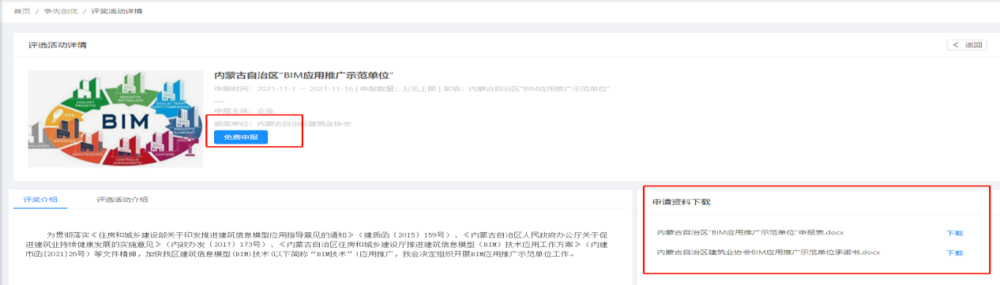 首页 / 争先创优 / 评奖活动详情
评选活动详情
< 返回
内蒙古自治区"BIM应用推广示范单位"
申报时间：2021-11-1 ~ 2021-11-16 | 申报数量：3/无上限 | 奖项：内蒙古自治区"BIM应用推广示范单位"
申报主体：企业
颁奖单位：内蒙古自治区建筑业协会
免费申报
CONCEPT
PROGETTO
PROGETTO
DETTAGLIATO
ANALISI TEMPI
BIM
IDEA
CONTROLLO
AVANZAMENTO
CANTIERE
MANUTENZIONE
评奖介绍
评选活动介绍
为贯彻落实《住房和城乡建设部关于印发推进建筑信息模型应用指导意见的通知》（建质函（2015）159号）、《内蒙古自治区人民政府办公厅关于促
进建筑业持续健康发展的实施意见》（内政办发（2017）173号）、《内蒙古自治区住房和城乡建设厅推进建筑信息模型（BIM）技术应用工作方案》（内建
市函[2021]26号）等文件精神，加快我区建筑信息模型(BIM)技术(以下简称“BIM技术”)应用推广，我会决定组织开展BIM应用推广示范单位工作。
申请资料下载
内蒙古自治区"BIM应用推广示范单位"申报表.docx 下载
内蒙古自治区建筑业协会BIM应用推广示范单位承诺书.docx 下载